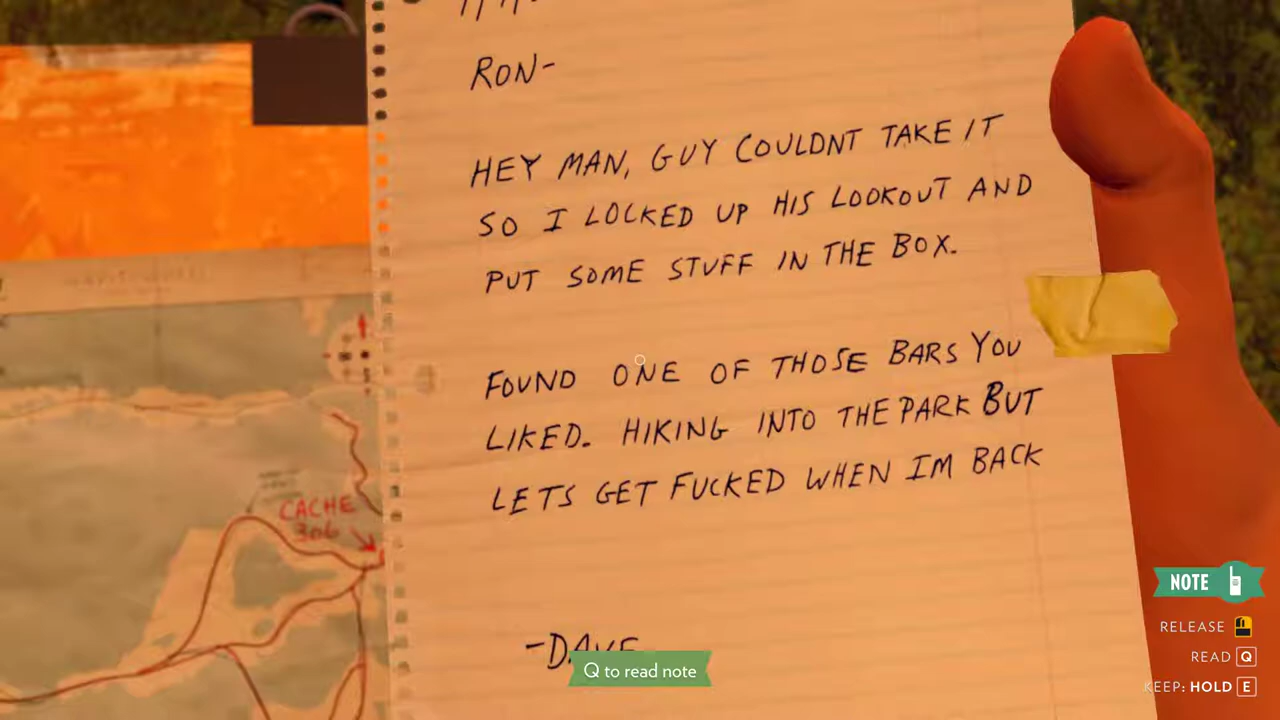 RON-
HEY MAN, GUY COULDNT TAKE IT
SO I LOCKED UP HIS LOOKOUT AND
PUT SOME STUFF IN THE BOX.
FOUND ONE OF THOSE BARS YOU
LIKED. HIKING INTO THE PARK BUT
LETS GET FUCKED WHEN IM BACK
-DAVE
CACHE
306
Q to read note
NOTE
RELEASE
READ Q
KEEP: HOLD E